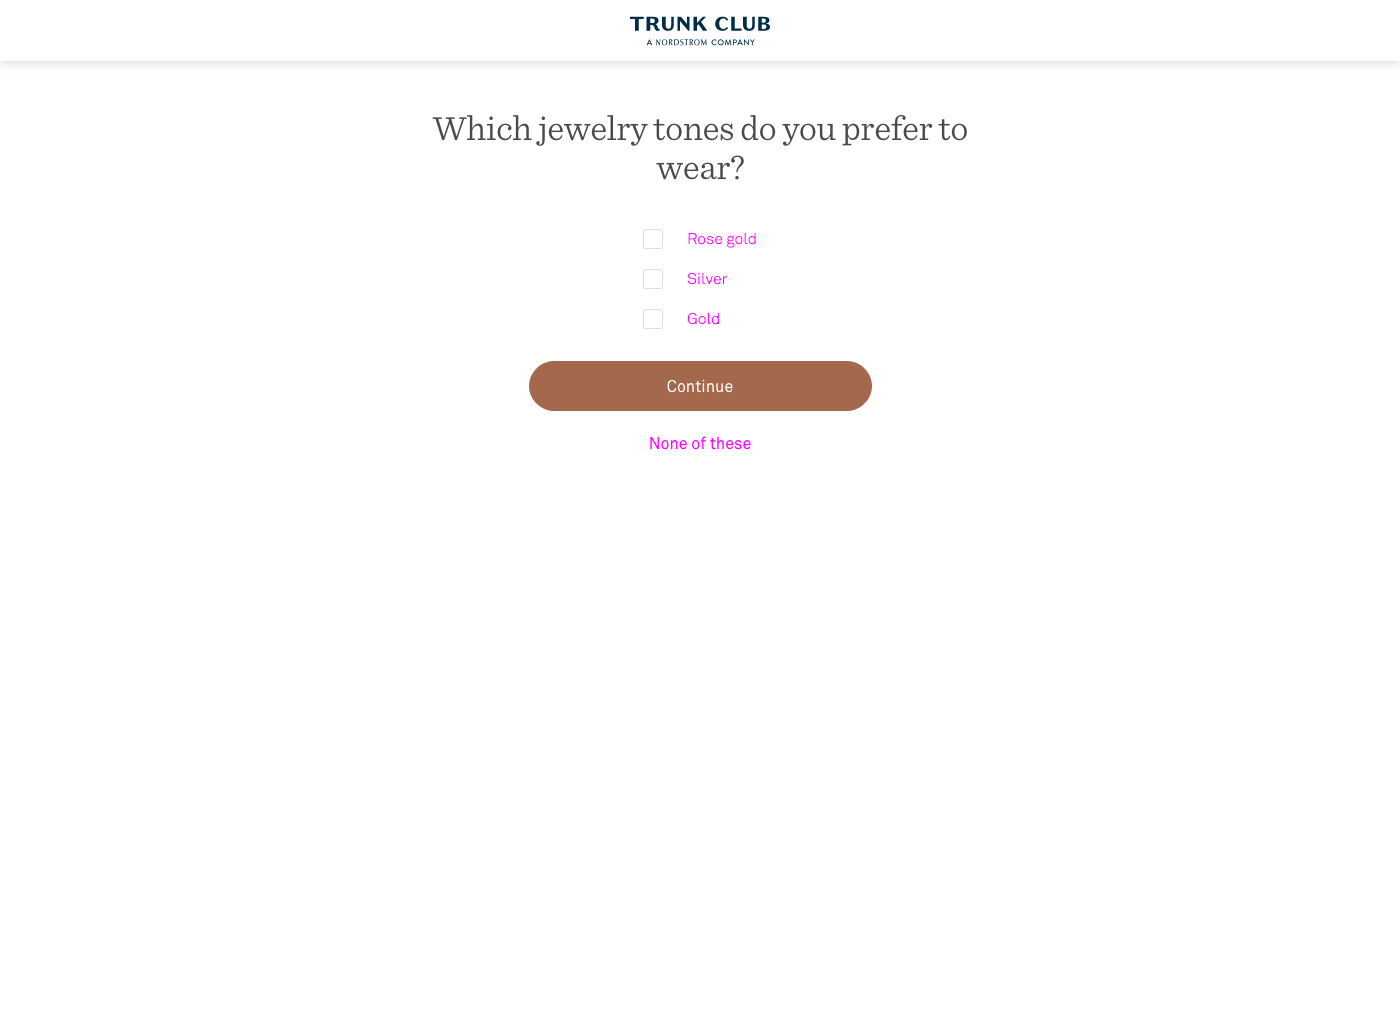 TRUNK CLUB
A NORDSTROM COMPANY
Which jewelry tones do you prefer to
wear?
Rose gold
Silver
Gold
Continue
None of these